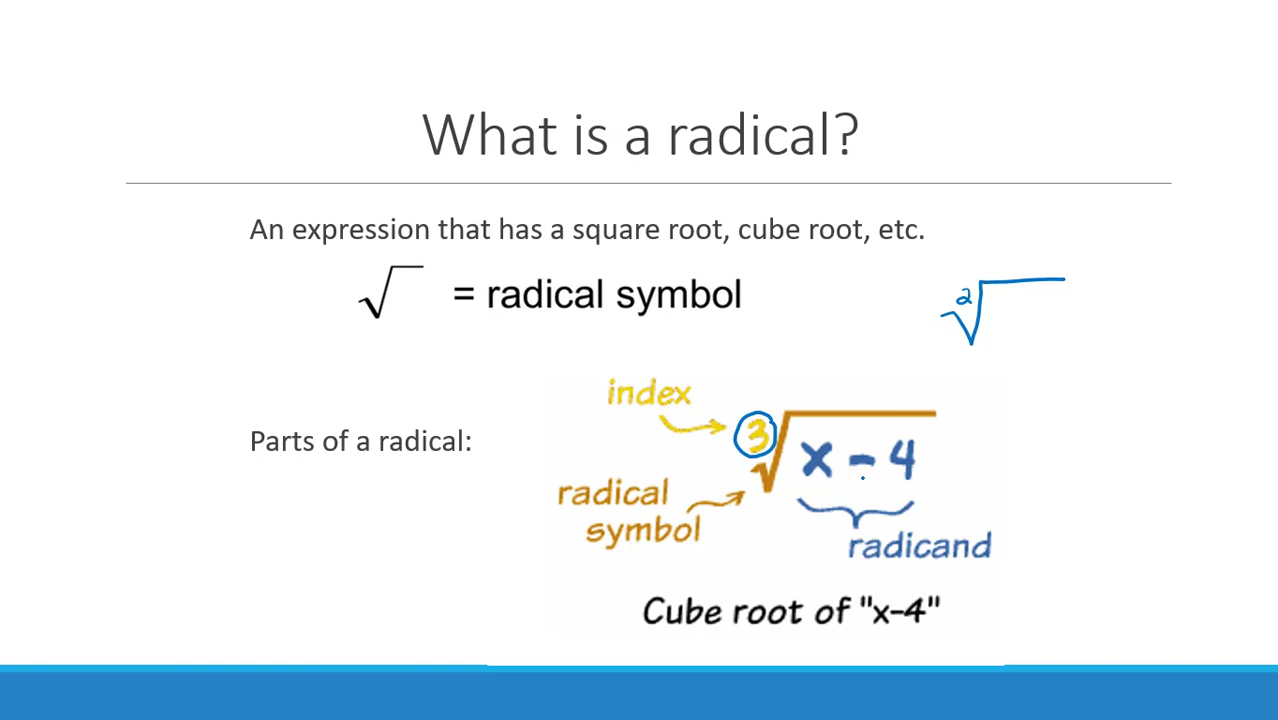 What is a radical?
An expression that has a square root, cube root, etc.
√ = radical symbol
2√
index
Parts of a radical:
3√x - 4
radical
symbol
radicand
Cube root of "x-4"